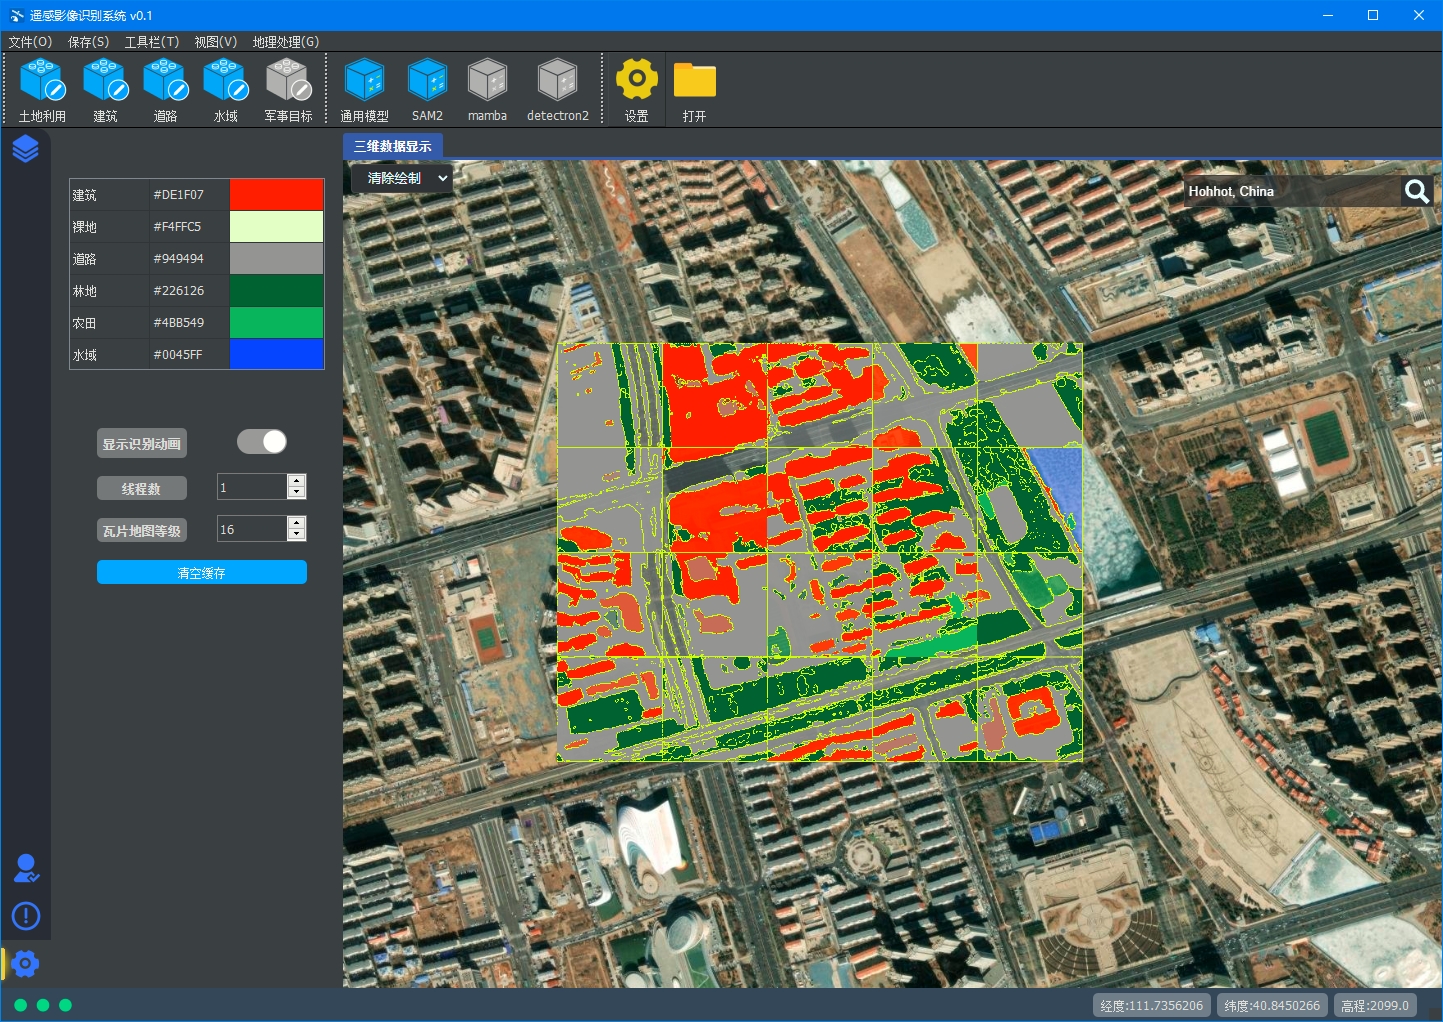 遥感影像识别系统 v0.1
文件(O) 保存(S) 工具栏(T) 视图(V) 地理处理(G)
土地利用 建筑 道路 水域 军事目标 通用模型 SAM2 mamba detectron2 设置 打开
三维数据显示
清除绘制
Hohhot, China
建筑 #DE1F07
裸地 #F4FFC5
道路 #949494
林地 #226126
农田 #4BB549
水域 #0045FF
显示识别动画
线程数 1
瓦片地图等级 16
清空缓存
经度:111.7356206 纬度:40.8450266 高程:2099.0